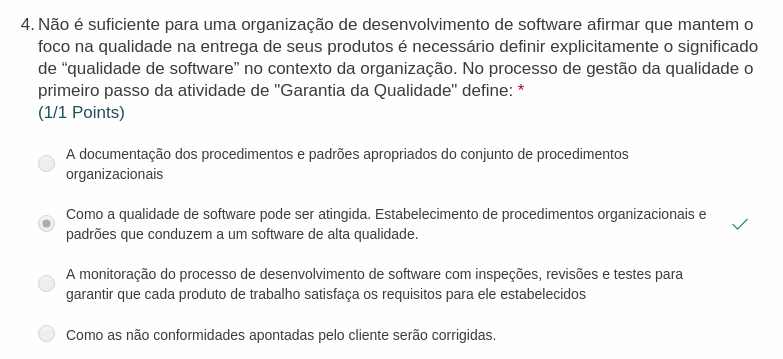 4. Não é suficiente para uma organização de desenvolvimento de software afirmar que mantem o
foco na qualidade na entrega de seus produtos é necessário definir explicitamente o significado
de “qualidade de software” no contexto da organização. No processo de gestão da qualidade o
primeiro passo da atividade de "Garantia da Qualidade" define: *
(1/1 Points)
A documentação dos procedimentos e padrões apropriados do conjunto de procedimentos
organizacionais
Como a qualidade de software pode ser atingida. Estabelecimento de procedimentos organizacionais e
padrões que conduzem a um software de alta qualidade.
A monitoração do processo de desenvolvimento de software com inspeções, revisões e testes para
garantir que cada produto de trabalho satisfaça os requisitos para ele estabelecidos
Como as não conformidades apontadas pelo cliente serão corrigidas.